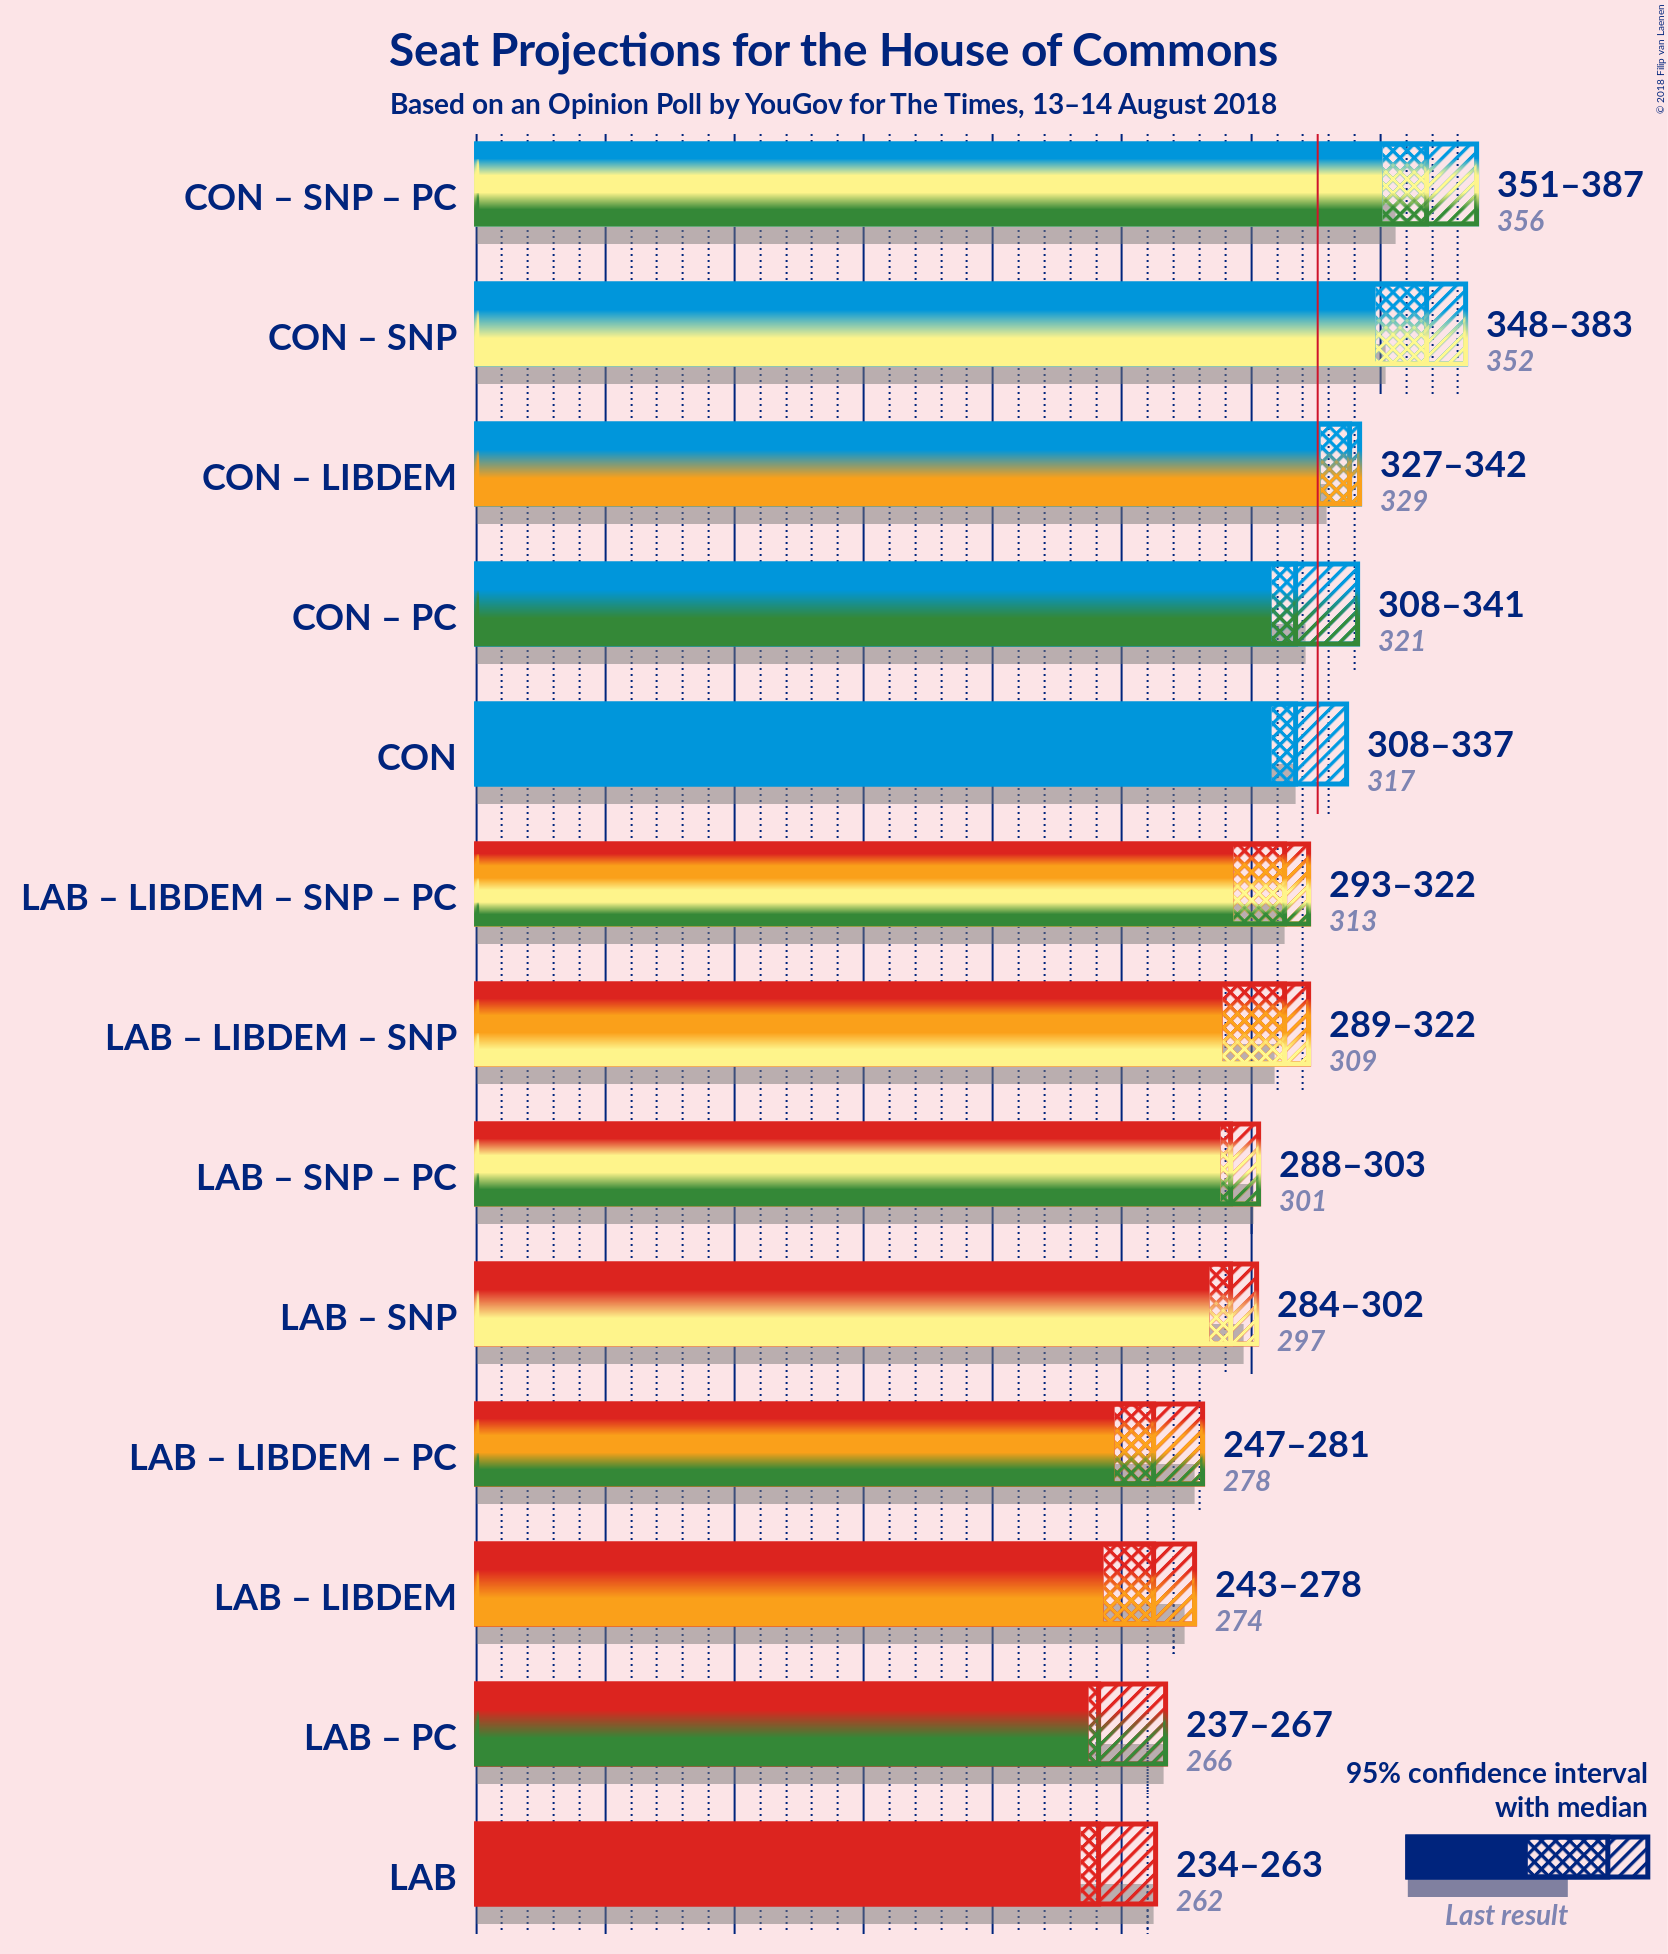 Seat Projections for the House of Commons
Based on an Opinion Poll by YouGov for The Times, 13–14 August 2018
© 2018 Filip van Laenen
CON – SNP – PC
351–387
356
CON – SNP
348–383
352
CON – LIBDEM
327–342
329
CON – PC
308–341
321
CON
308–337
317
LAB – LIBDEM – SNP – PC
293–322
313
LAB – LIBDEM – SNP
289–322
309
LAB – SNP – PC
288–303
301
LAB – SNP
284–302
297
LAB – LIBDEM – PC
247–281
278
LAB – LIBDEM
243–278
274
LAB – PC
237–267
266
LAB
234–263
262
95% confidence interval
with median
Last result